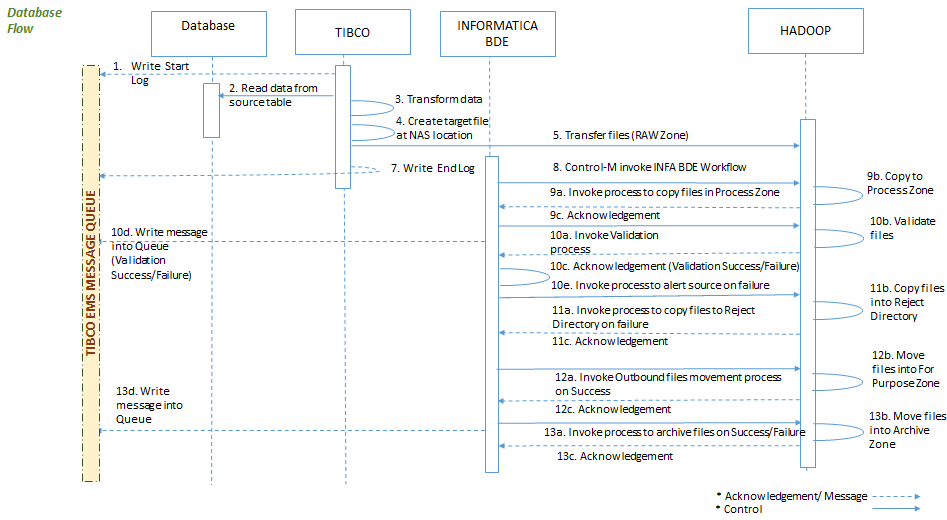 Database
Flow
Database
TIBCO
INFORMATICA
BDE
HADOOP
TIBCO EMS MESSAGE QUEUE
1. Write Start
Log
2. Read data from
source table
3. Transform data
4. Create target file
at NAS location
5. Transfer files (RAW Zone)
7. Write End Log
8. Control-M invoke INFA BDE Workflow
9a. Invoke process to copy files in Process Zone
9b. Copy to
Process Zone
9c. Acknowledgement
10a. Invoke Validation
process
10b. Validate
files
10d. Write message
into Queue
(Validation
Success/Failure)
10c. Acknowledgement (Validation Success/Failure)
10e. Invoke process to alert source on failure
11a. Invoke process to copy files to Reject
Directory on failure
11b. Copy files
into Reject
Directory
11c. Acknowledgement
12a. Invoke Outbound files movement process
on Success
12b. Move
files into For
Purpose Zone
12c. Acknowledgement
13d. Write
message into
Queue
13a. Invoke process to archive files on Success/Failure
13b. Move files
into Archive
Zone
13c. Acknowledgement
* Acknowledgement/ Message
* Control